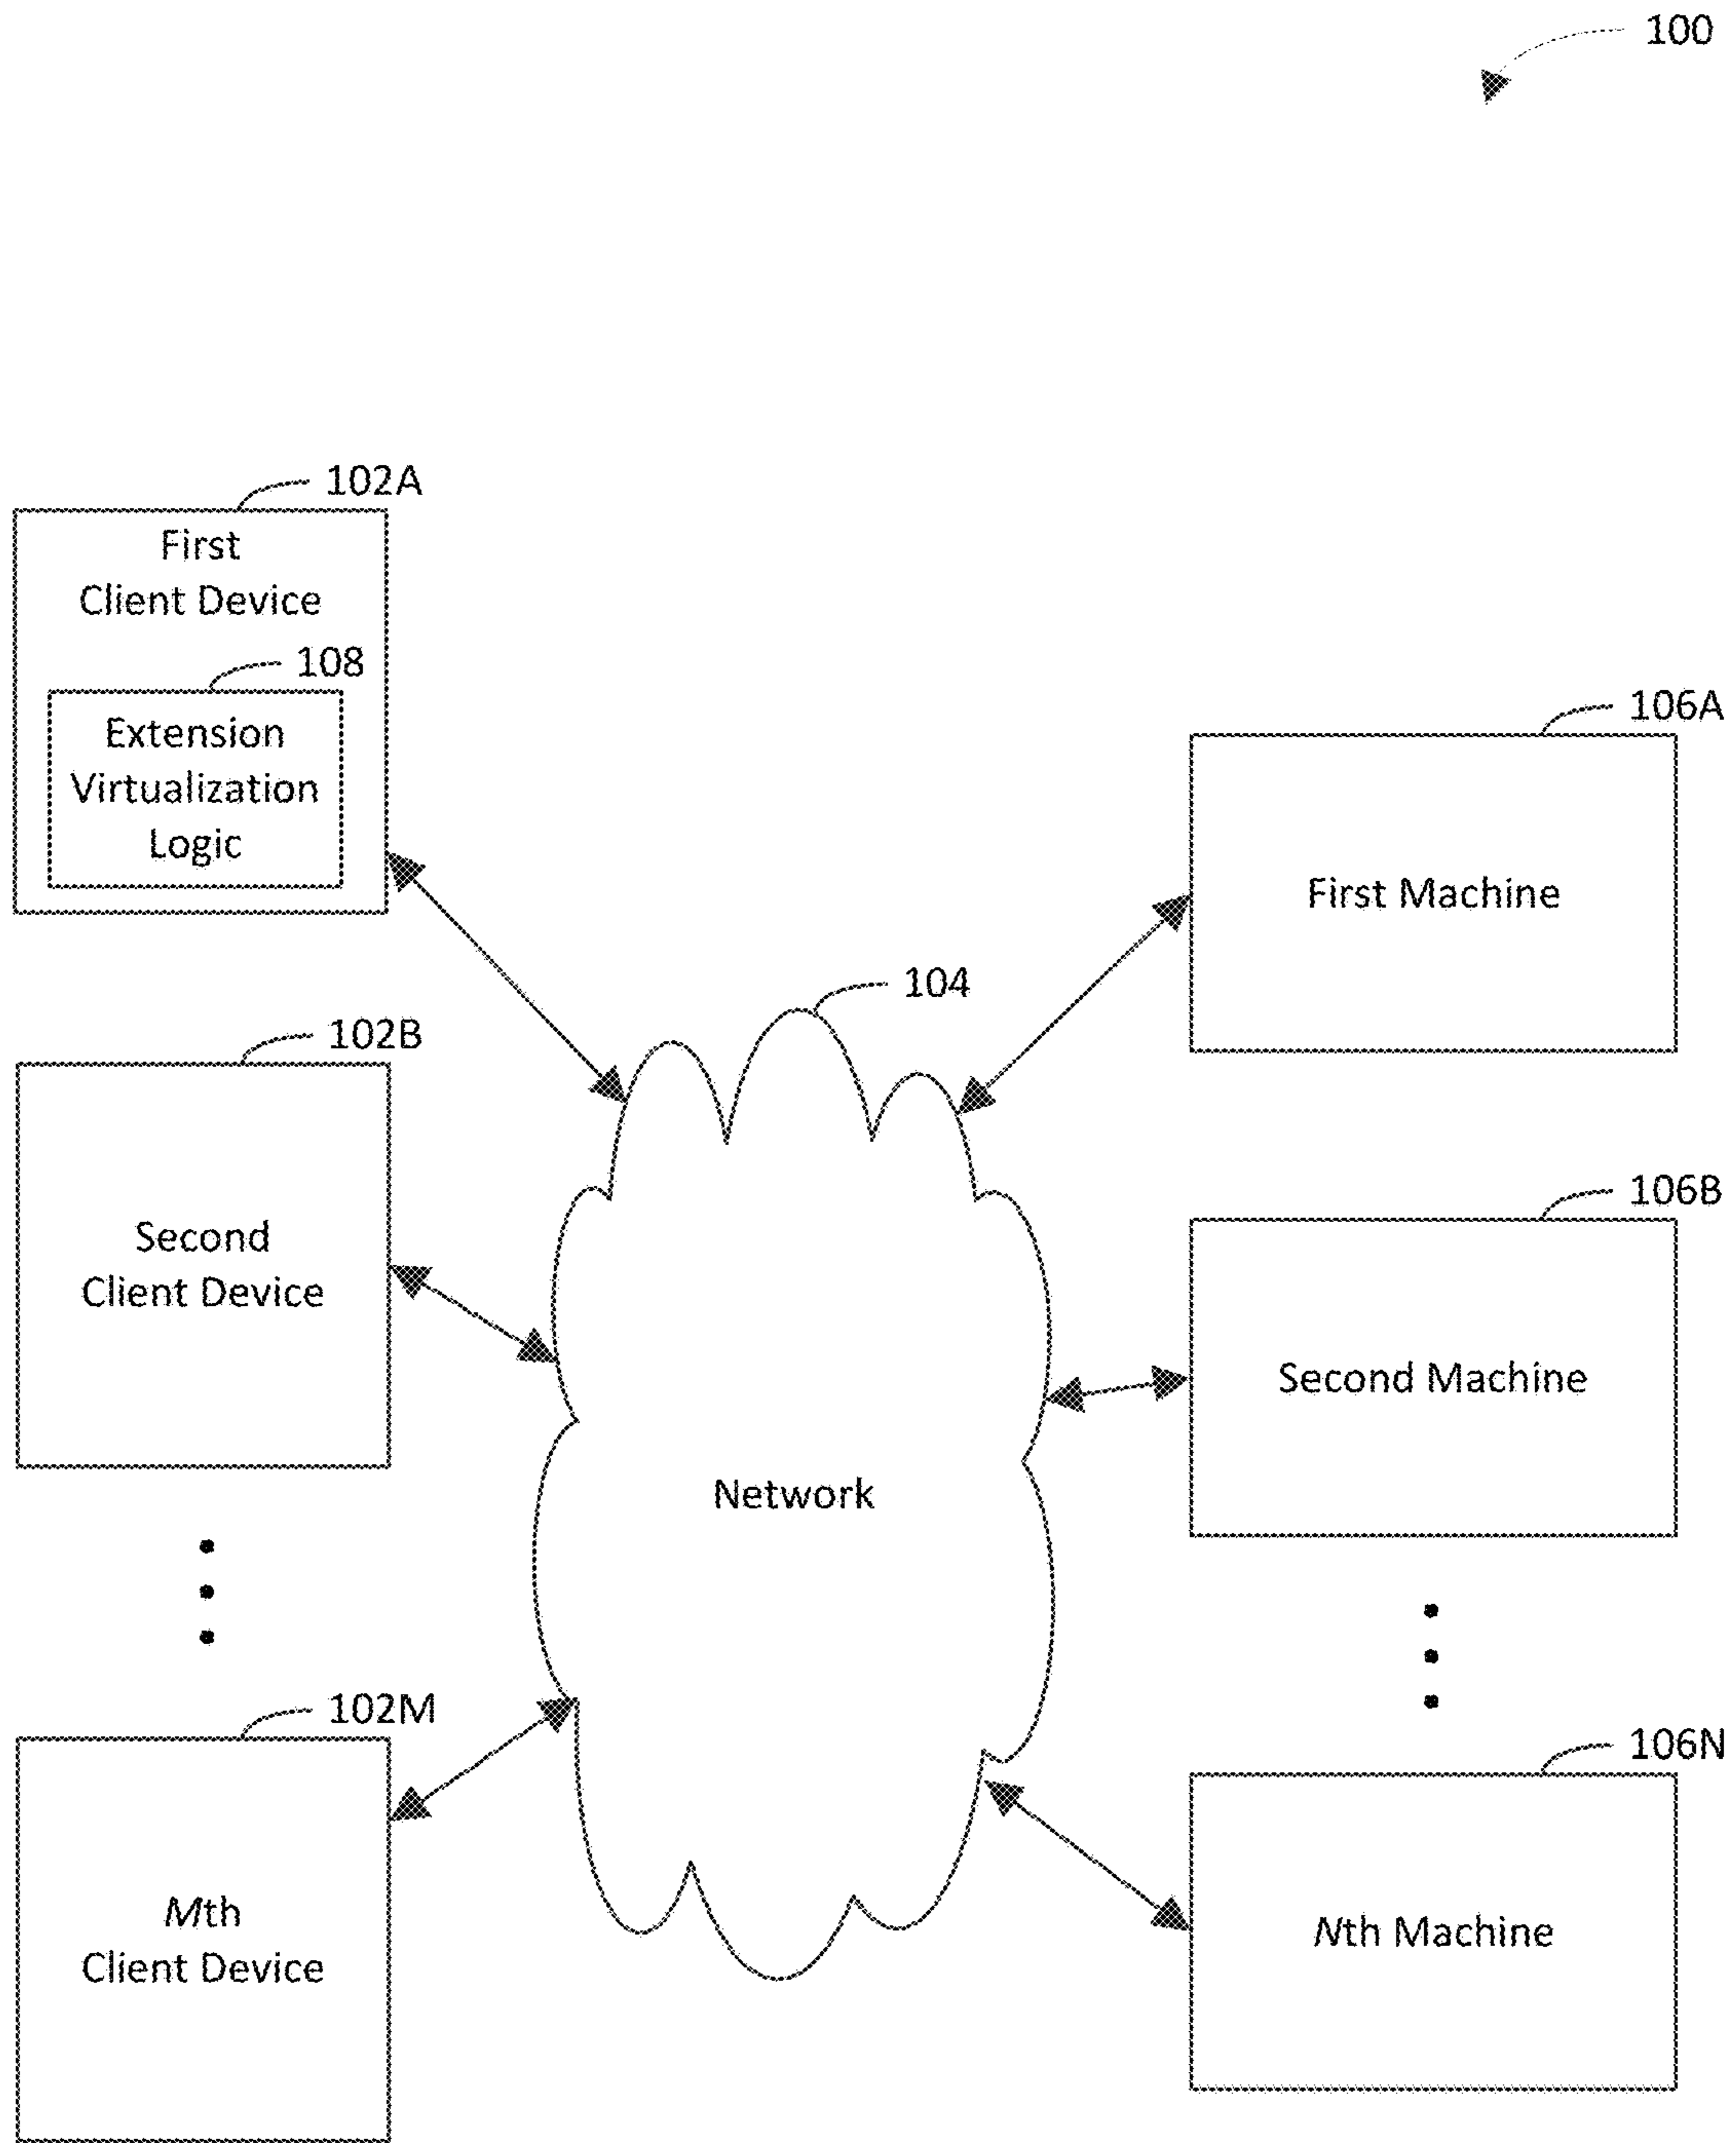 100
102A
First
Client Device
108
Extension
Virtualization
Logic
106A
First Machine
104
102B
Second
Client Device
106B
Second Machine
Network
102M
Mth
Client Device
106N
Nth Machine